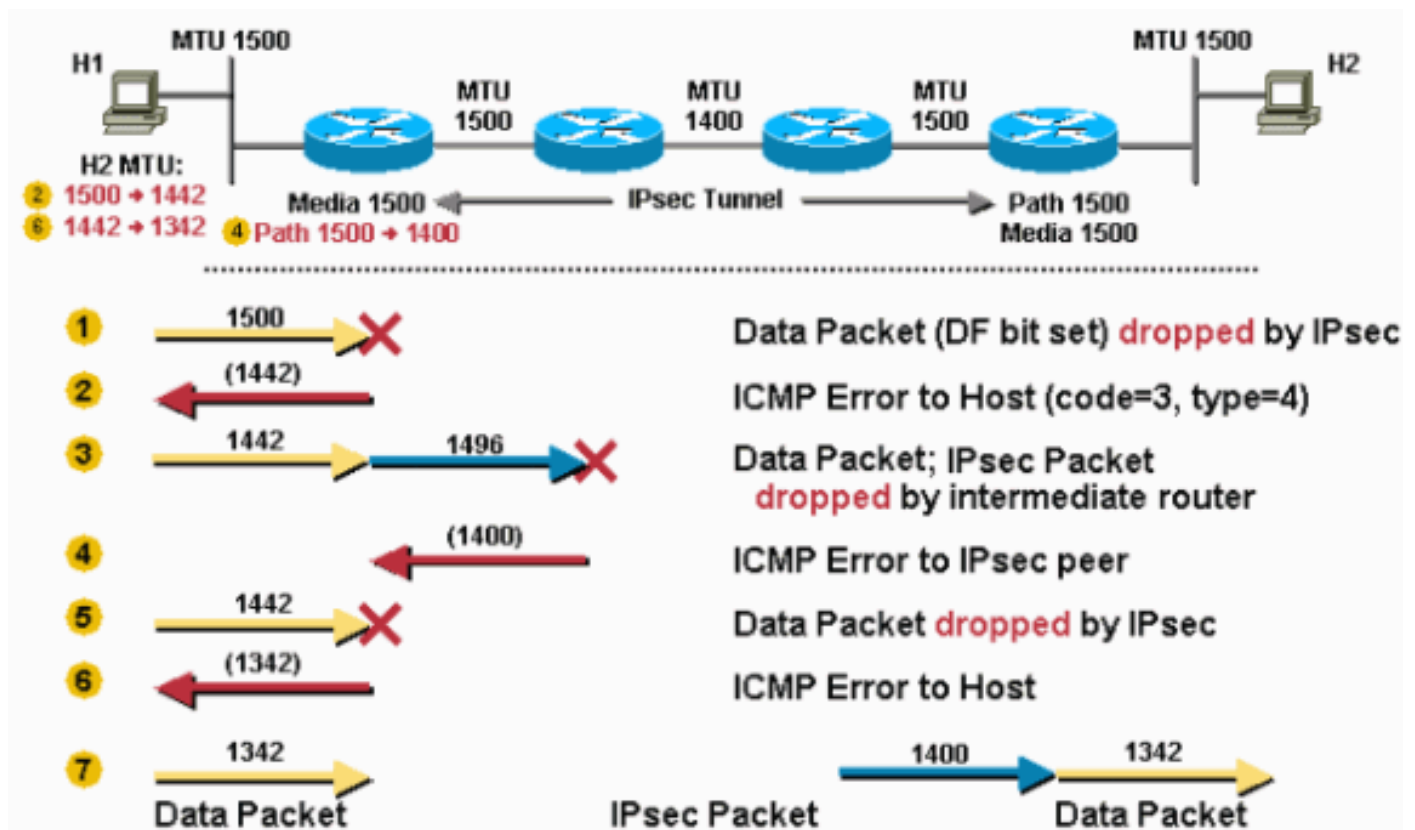 MTU 1500
MTU 1500
H1
H2
MTU
1500
MTU
1400
MTU
1500
H2 MTU:
2 1500 → 1442
6 1442 → 1342
Media 1500
IPsec Tunnel
Path 1500
4 Path 1500 → 1400
Media 1500
1 1500 Data Packet (DF bit set) dropped by IPsec
2 (1442) ICMP Error to Host (code=3, type=4)
3 1442 1496 Data Packet; IPsec Packet
dropped by intermediate router
4 (1400) ICMP Error to IPsec peer
5 1442 Data Packet dropped by IPsec
6 (1342) ICMP Error to Host
7 1342 1400 1342
Data Packet IPsec Packet Data Packet